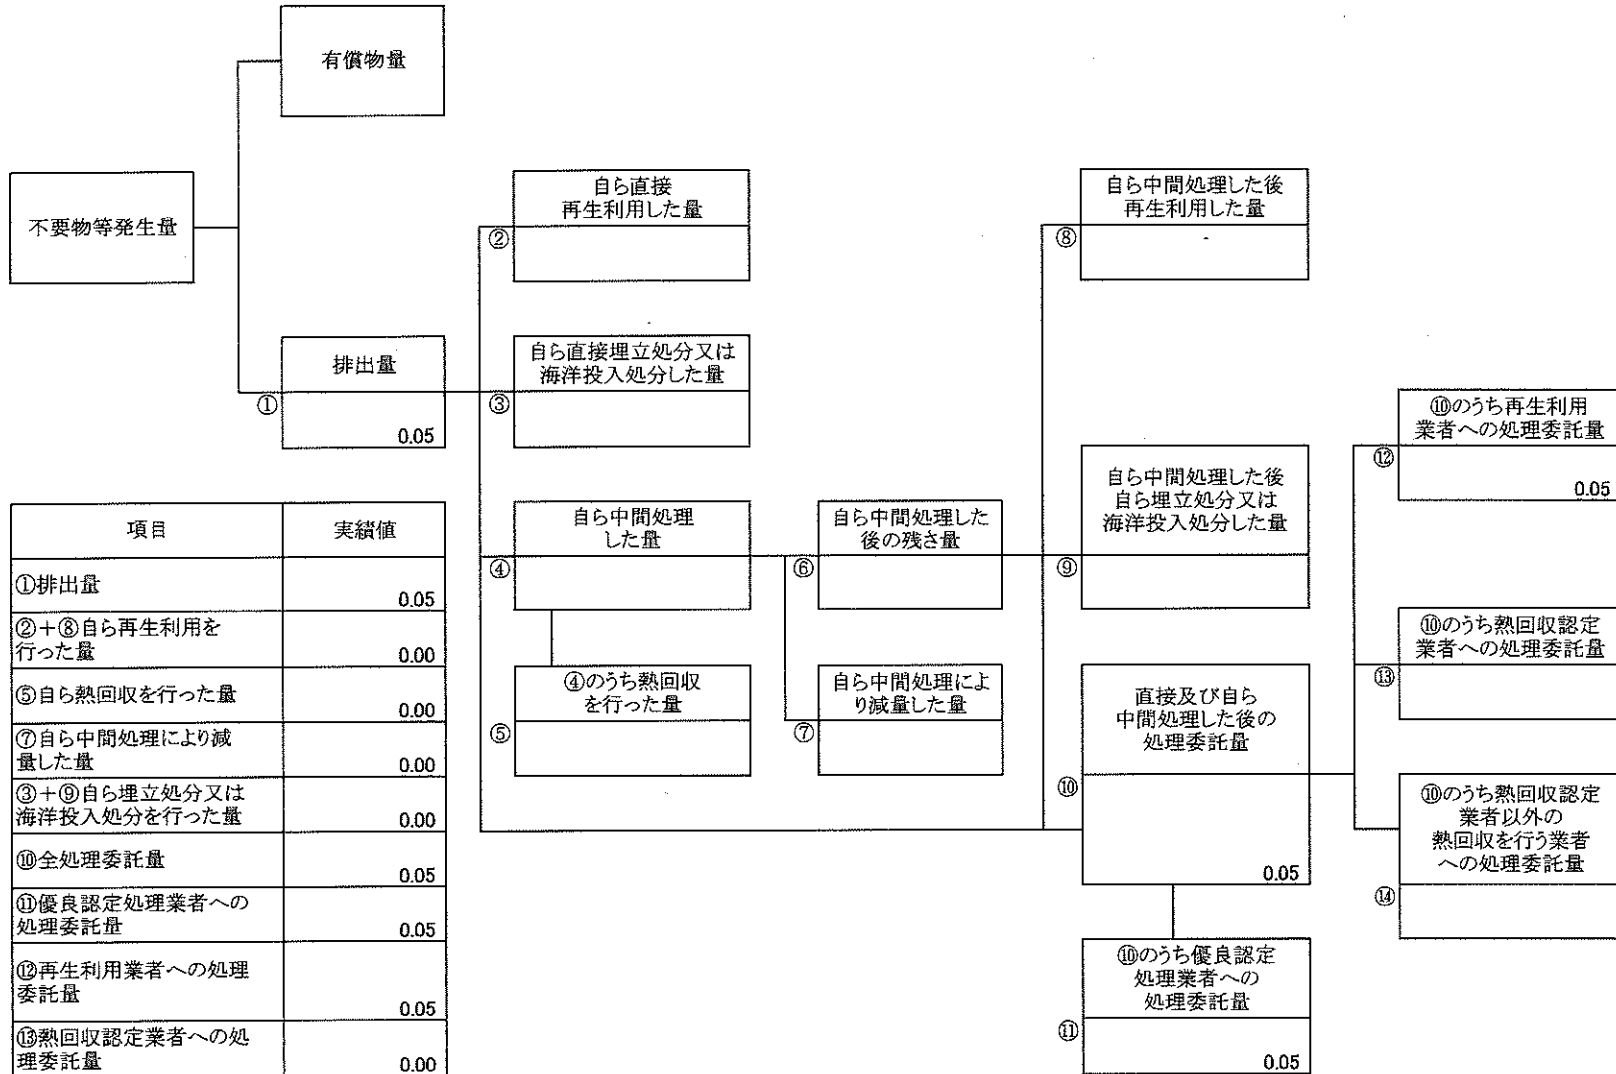 有償物量
不要物等発生量
自ら直接
再生利用した量
②
自ら中間処理した後
再生利用した量
⑧
-
排出量
①
0.05
自ら直接埋立処分又は
海洋投入処分した量
③
⑩のうち再生利用
業者への処理委託量
⑫
0.05
自ら中間処理
した量
④
自ら中間処理した
後の残さ量
⑥
自ら中間処理した後
自ら埋立処分又は
海洋投入処分した量
⑨
⑩のうち熱回収認定
業者への処理委託量
⑬
④のうち熱回収
を行った量
⑤
自ら中間処理によ
り減量した量
⑦
直接及び自ら
中間処理した後の
処理委託量
⑩
0.05
⑩のうち熱回収認定
業者以外の
熱回収を行う業者
への処理委託量
⑭
⑩のうち優良認定
処理業者への
処理委託量
⑪
0.05
項目 実績値
①排出量
0.05
②+⑧自ら再生利用を
行った量
0.00
⑤自ら熱回収を行った量
0.00
⑦自ら中間処理により減
量した量
0.00
③+⑨自ら埋立処分又は
海洋投入処分を行った量
0.00
⑩全処理委託量
0.05
⑪優良認定処理業者への
処理委託量
0.05
⑫再生利用業者への処理
委託量
0.05
⑬熱回収認定業者への処
理委託量
0.00